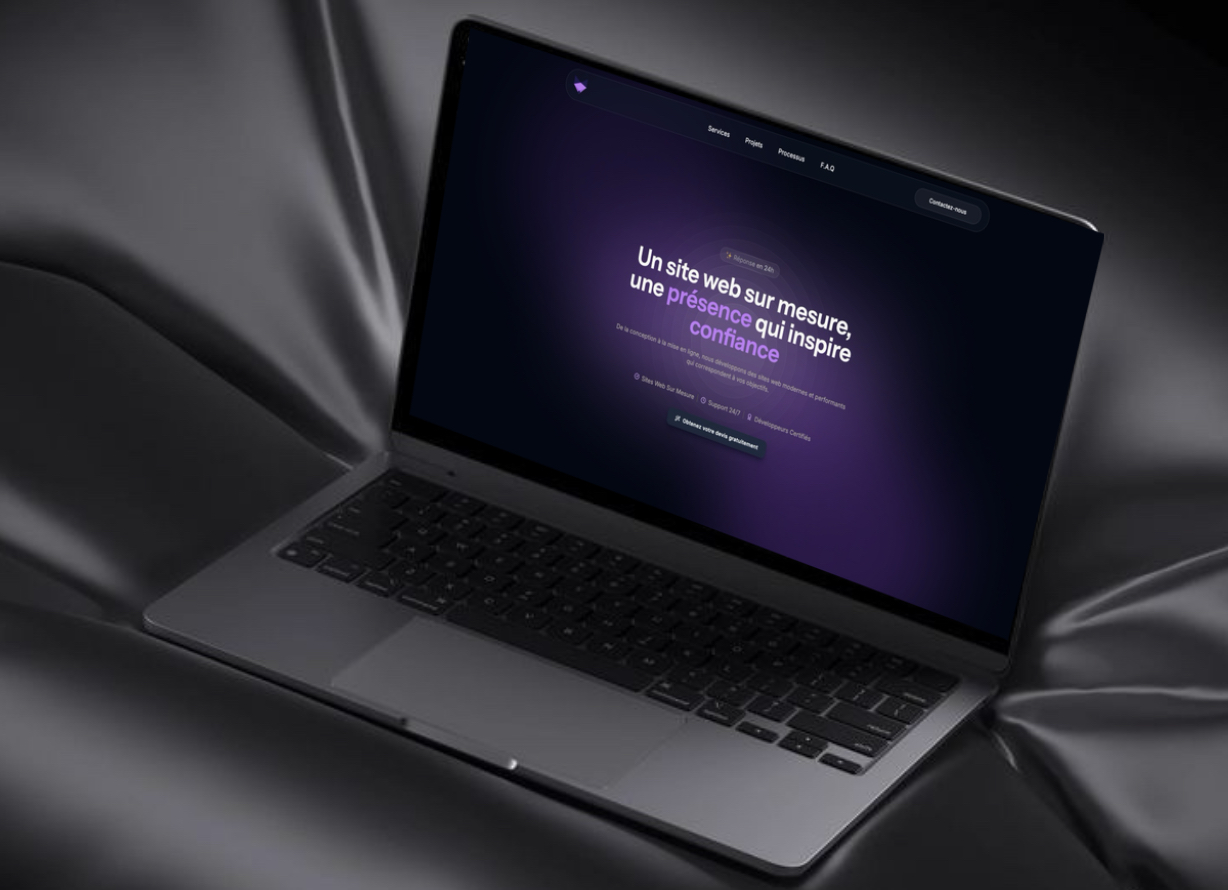 Services
Projets
Processus
F.A.Q
Contactez-nous
Réponse en 24h
Un site web sur mesure,
une présence qui inspire
confiance
De la conception à la mise en ligne, nous développons des sites web modernes et performants
qui correspondent à vos objectifs.
Sites Web Sur Mesure
Support 24/7
Développeurs Certifiés
Obtenez votre devis gratuitement